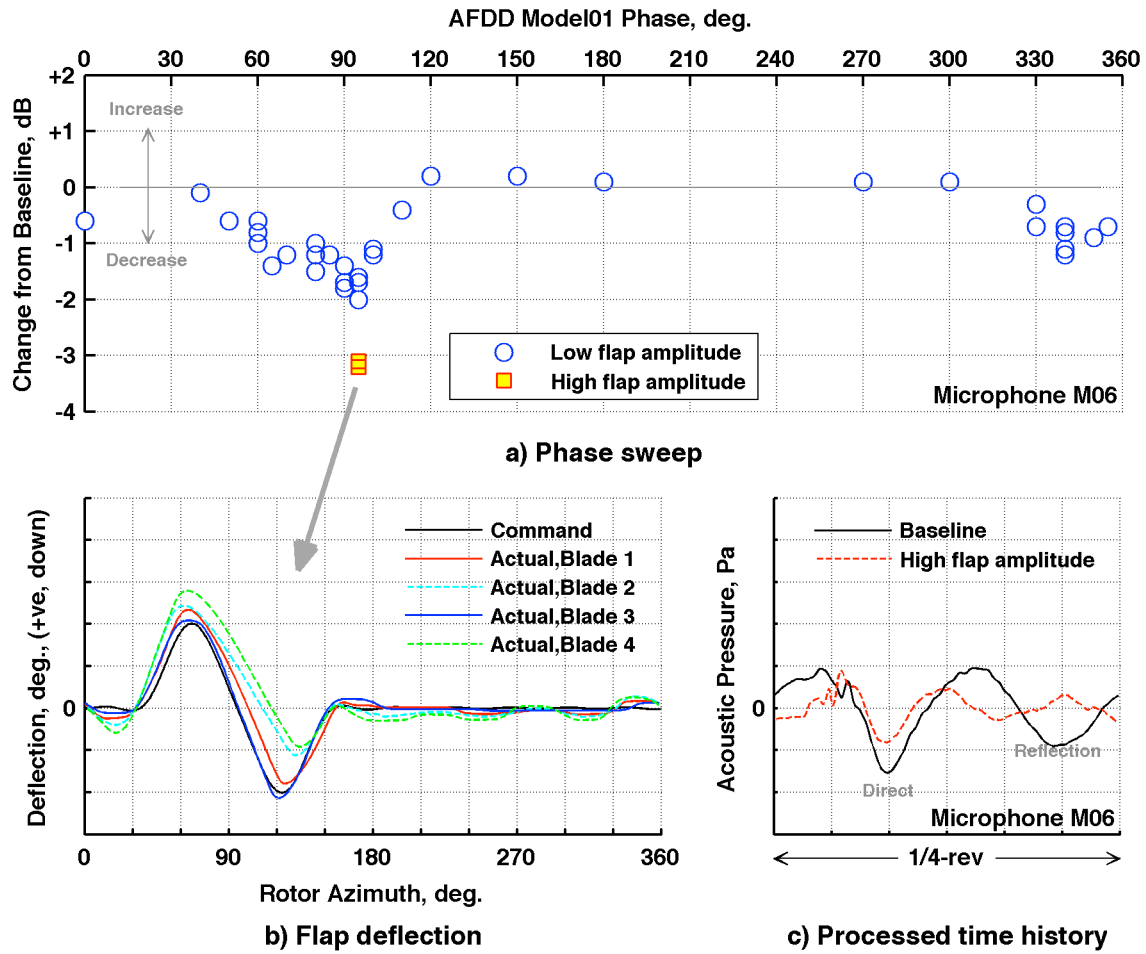 AFDD Model01 Phase, deg.
0 30 60 90 120 150 180 210 240 270 300 330 360
Change from Baseline, dB
+2
+1
0
-1
-2
-3
-4
Increase
Decrease
Low flap amplitude
High flap amplitude
Microphone M06
a) Phase sweep
Deflection, deg., (+ve, down)
0
Command
Actual,Blade 1
Actual,Blade 2
Actual,Blade 3
Actual,Blade 4
0 90 180 270 360
Rotor Azimuth, deg.
b) Flap deflection
Acoustic Pressure, Pa
0
Baseline
High flap amplitude
Reflection
Direct
Microphone M06
1/4-rev
c) Processed time history